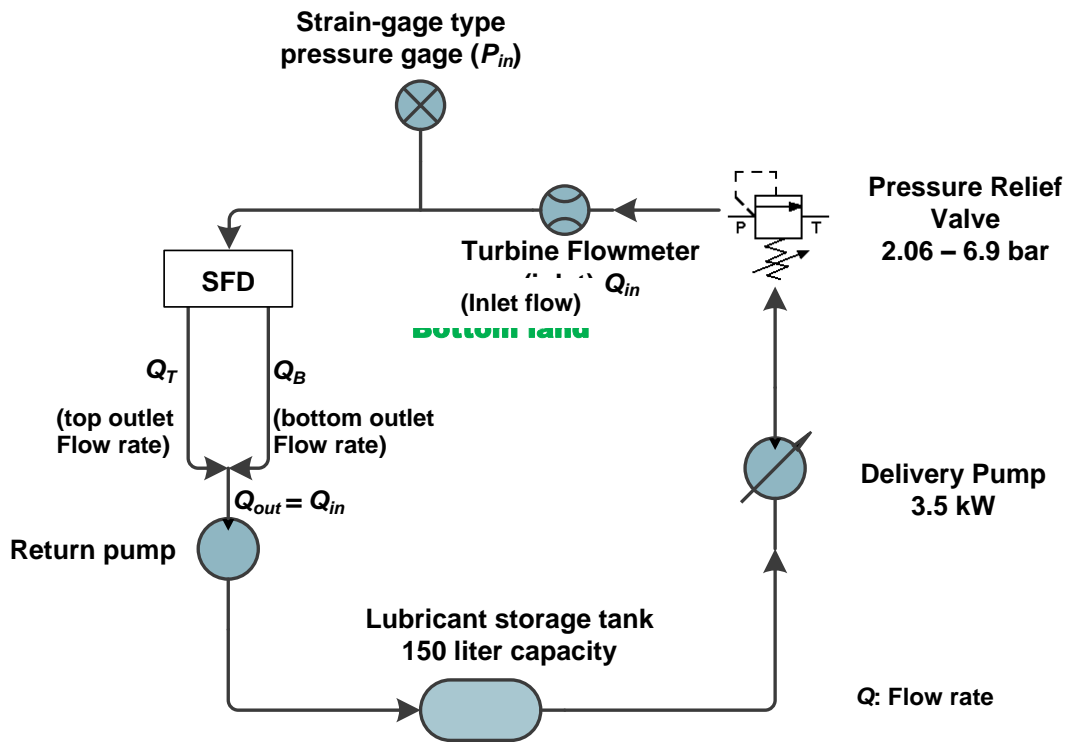 Strain-gage type
pressure gage (Pin)
Pressure Relief
Valve
2.06 – 6.9 bar
P
T
Turbine Flowmeter
Qin
(Inlet flow)
Bottom land
SFD
QT
QB
(top outlet
Flow rate)
(bottom outlet
Flow rate)
Qout = Qin
Delivery Pump
3.5 kW
Return pump
Lubricant storage tank
150 liter capacity
Q: Flow rate